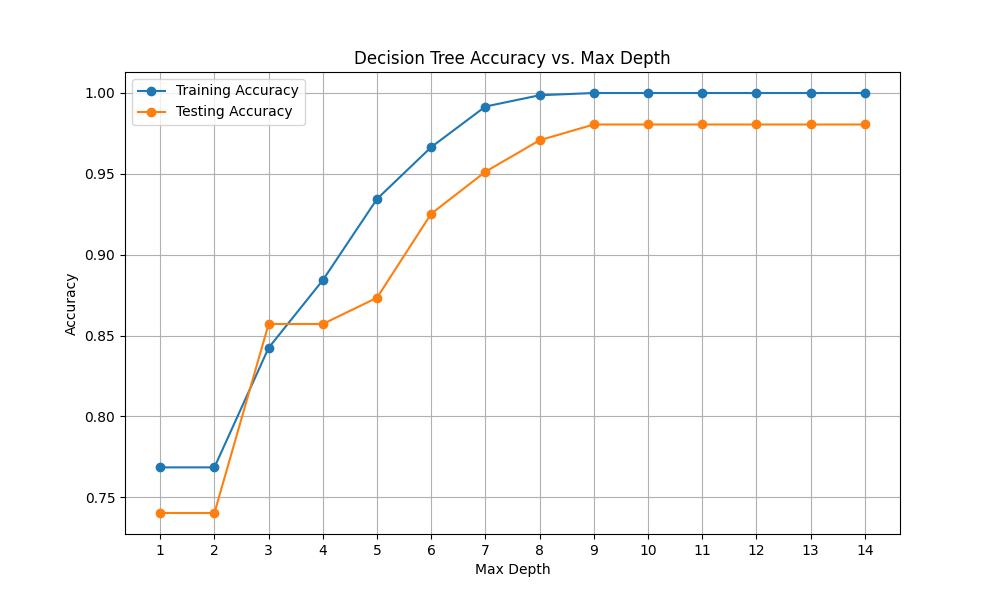 Decision Tree Accuracy vs. Max Depth
Training Accuracy
Testing Accuracy
1.00
0.95
0.90
0.85
0.80
0.75
Accuracy
1 2 3 4 5 6 7 8 9 10 11 12 13 14
Max Depth